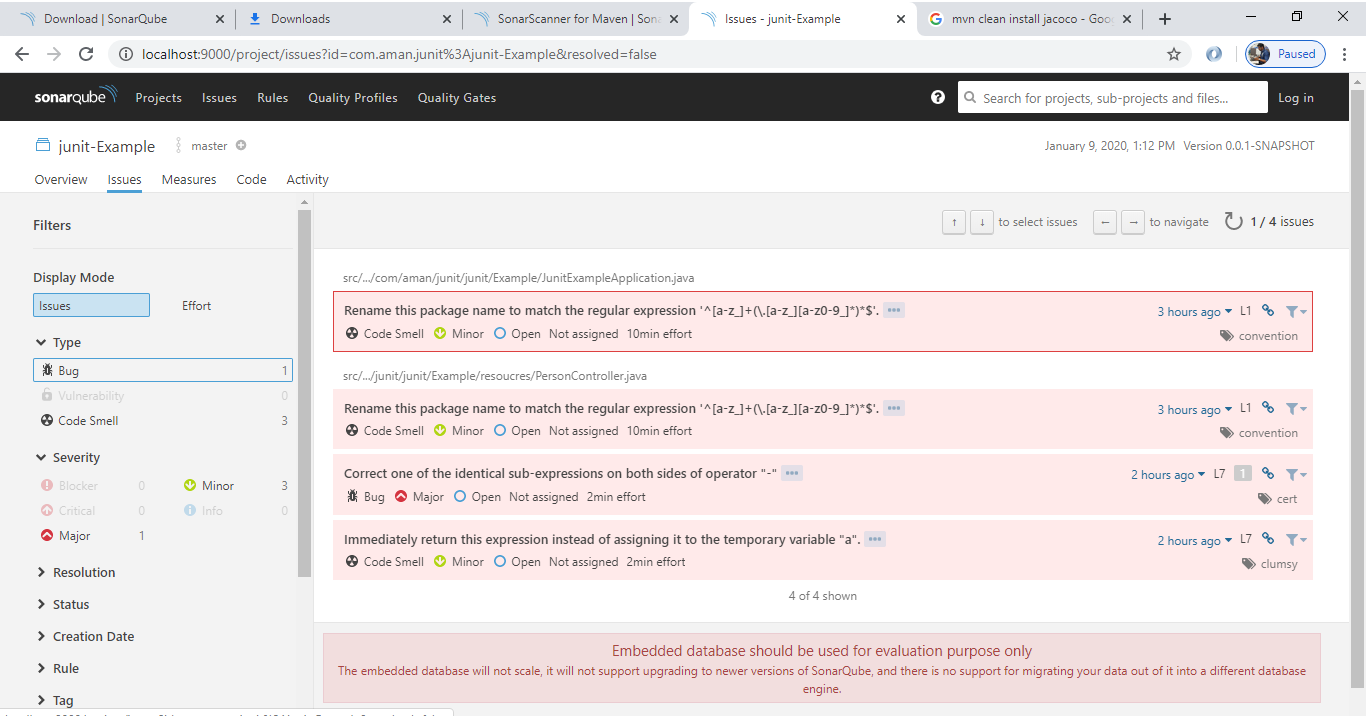 Download | SonarQube
Downloads
SonarScanner for Maven | Sona
Issues - junit-Example
mvn clean install jacoco - Goo
localhost:9000/project/issues?id=com.aman.junit%3Ajunit-Example&resolved=false
Paused
sonarqube Projects Issues Rules Quality Profiles Quality Gates
Search for projects, sub-projects and files...
Log in
junit-Example master
January 9, 2020, 1:12 PM Version 0.0.1-SNAPSHOT
Overview Issues Measures Code Activity
Filters
Display Mode
Issues Effort
Type
Bug 1
Vulnerability 0
Code Smell 3
Severity
Blocker 0 Minor 3
Critical 0 Info 0
Major 1
Resolution
Status
Creation Date
Rule
Tag
↑ ↓ to select issues ← → to navigate 1 / 4 issues
src/.../com/aman/junit/junit/Example/JunitExampleApplication.java
Rename this package name to match the regular expression '^[a-z_]+(\.[a-z_][a-z0-9_]*)*$'. •••
3 hours ago L1
Code Smell Minor Open Not assigned 10min effort
convention
src/.../junit/junit/Example/resoucres/PersonController.java
Rename this package name to match the regular expression '^[a-z_]+(\.[a-z_][a-z0-9_]*)*$'. •••
3 hours ago L1
Code Smell Minor Open Not assigned 10min effort
convention
Correct one of the identical sub-expressions on both sides of operator "-" •••
2 hours ago L7 1
Bug Major Open Not assigned 2min effort
cert
Immediately return this expression instead of assigning it to the temporary variable "a". •••
2 hours ago L7
Code Smell Minor Open Not assigned 2min effort
clumsy
4 of 4 shown
Embedded database should be used for evaluation purpose only
The embedded database will not scale, it will not support upgrading to newer versions of SonarQube, and there is no support for migrating your data out of it into a different database
engine.